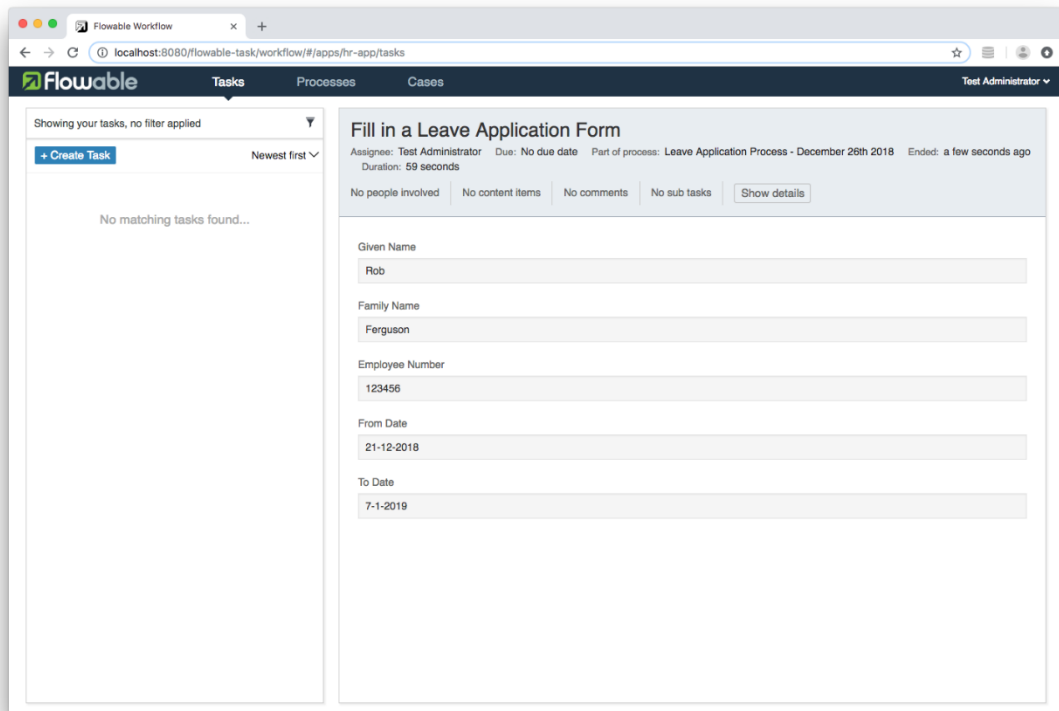 Flowable Workflow
localhost:8080/flowable-task/workflow/#/apps/hr-app/tasks
Flowable Tasks Processes Cases Test Administrator
Showing your tasks, no filter applied
+ Create Task Newest first
No matching tasks found...
Fill in a Leave Application Form
Assignee: Test Administrator Due: No due date Part of process: Leave Application Process - December 26th 2018 Ended: a few seconds ago
Duration: 59 seconds
No people involved No content items No comments No sub tasks Show details
Given Name
Rob
Family Name
Ferguson
Employee Number
123456
From Date
21-12-2018
To Date
7-1-2019